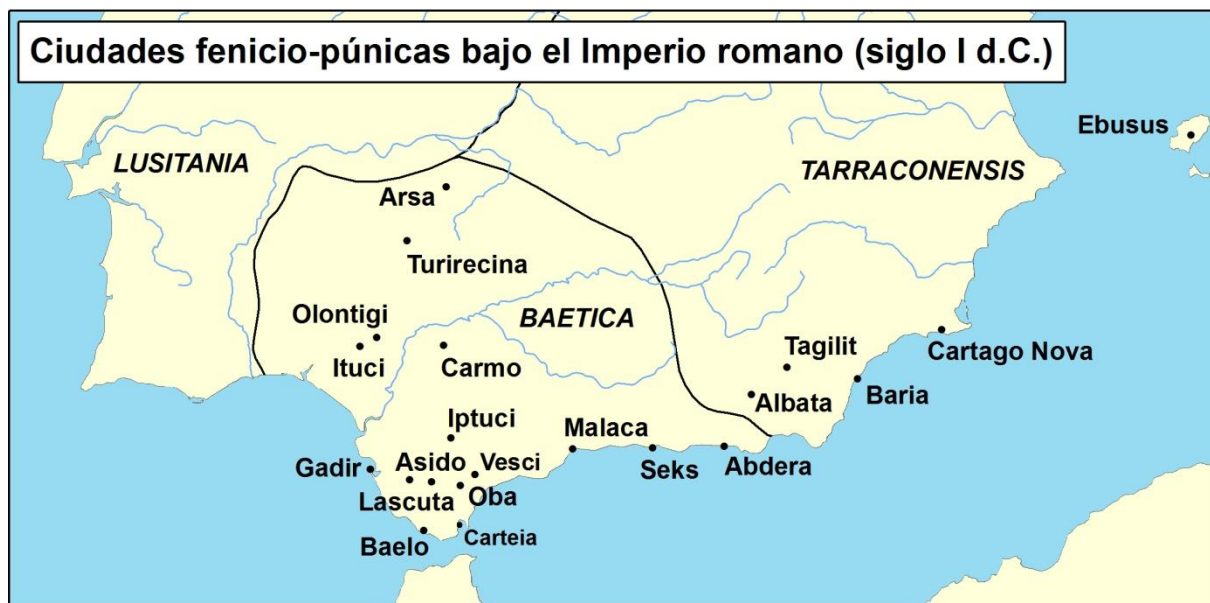 Ciudades fenicio-púnicas bajo el Imperio romano (siglo I d.C.)
Ebusus
LUSITANIA
TARRACONENSIS
Arsa
Turirecina
Olontigi
BAETICA
Ituci
Carmo
Tagilit
Cartago Nova
Albata
Baria
Iptuci
Malaca
Gadir
Asido
Vesci
Seks
Abdera
Lascuta
Oba
Baelo
Carteia